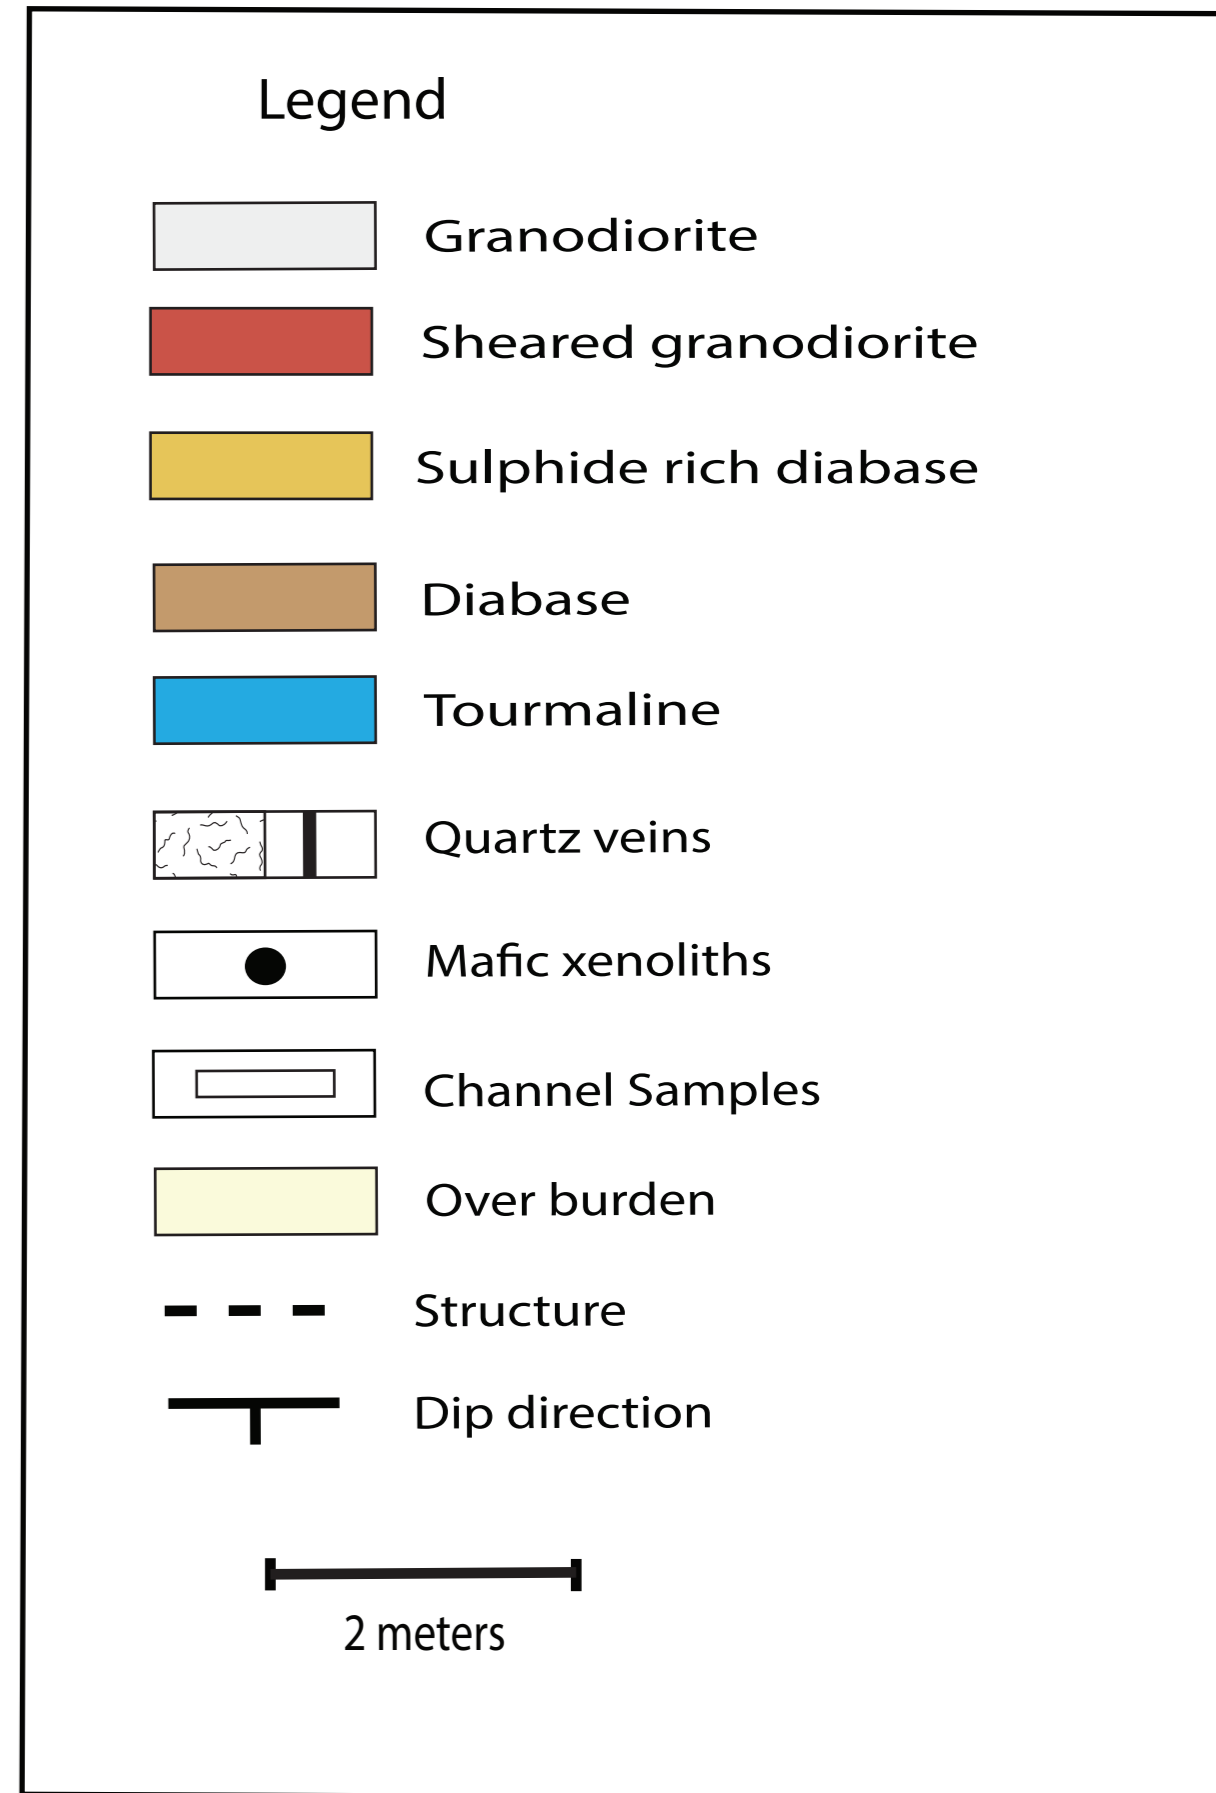 Legend
Granodiorite
Sheared granodiorite
Sulphide rich diabase
Diabase
Tourmaline
Quartz veins
Mafic xenoliths
Channel Samples
Over burden
Structure
Dip direction
2 meters